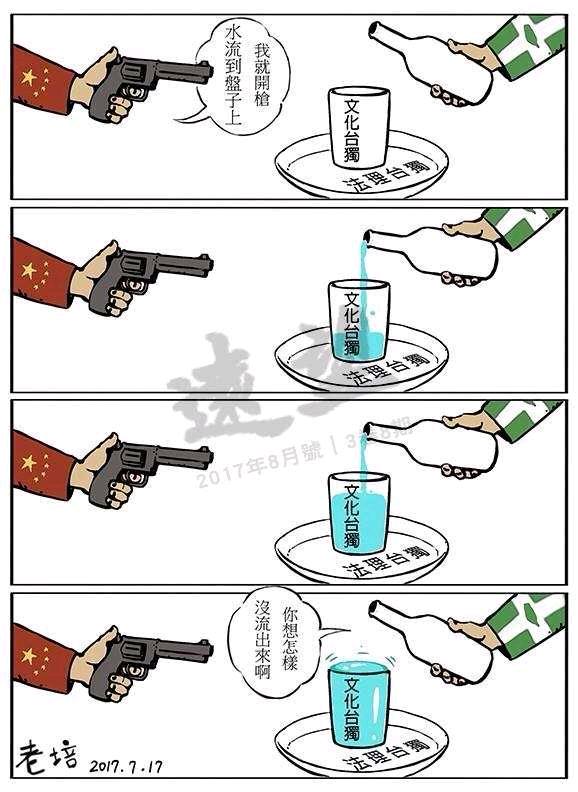 水流到盤子上
我就開槍
文化台獨
法理台獨
文化台獨
法理台獨
遠望
2017年8月號
文化台獨
法理台獨
沒流出來啊
你想怎樣
文化台獨
法理台獨
老培 2017.7.17